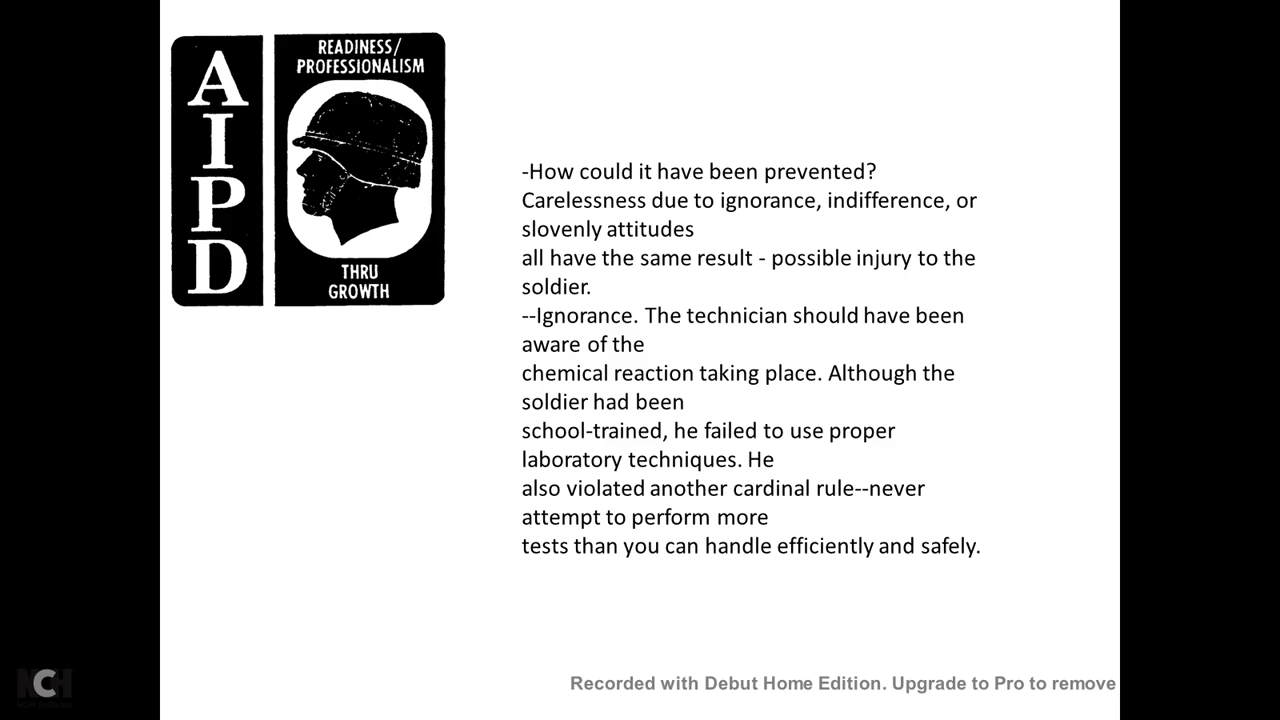 A
I
P
D
READINESS/
PROFESSIONALISM
THRU
GROWTH
-How could it have been prevented?
Carelessness due to ignorance, indifference, or
slovenly attitudes
all have the same result - possible injury to the
soldier.
--Ignorance. The technician should have been
aware of the
chemical reaction taking place. Although the
soldier had been
school-trained, he failed to use proper
laboratory techniques. He
also violated another cardinal rule--never
attempt to perform more
tests than you can handle efficiently and safely.
NCH
Recorded with Debut Home Edition. Upgrade to Pro to remove